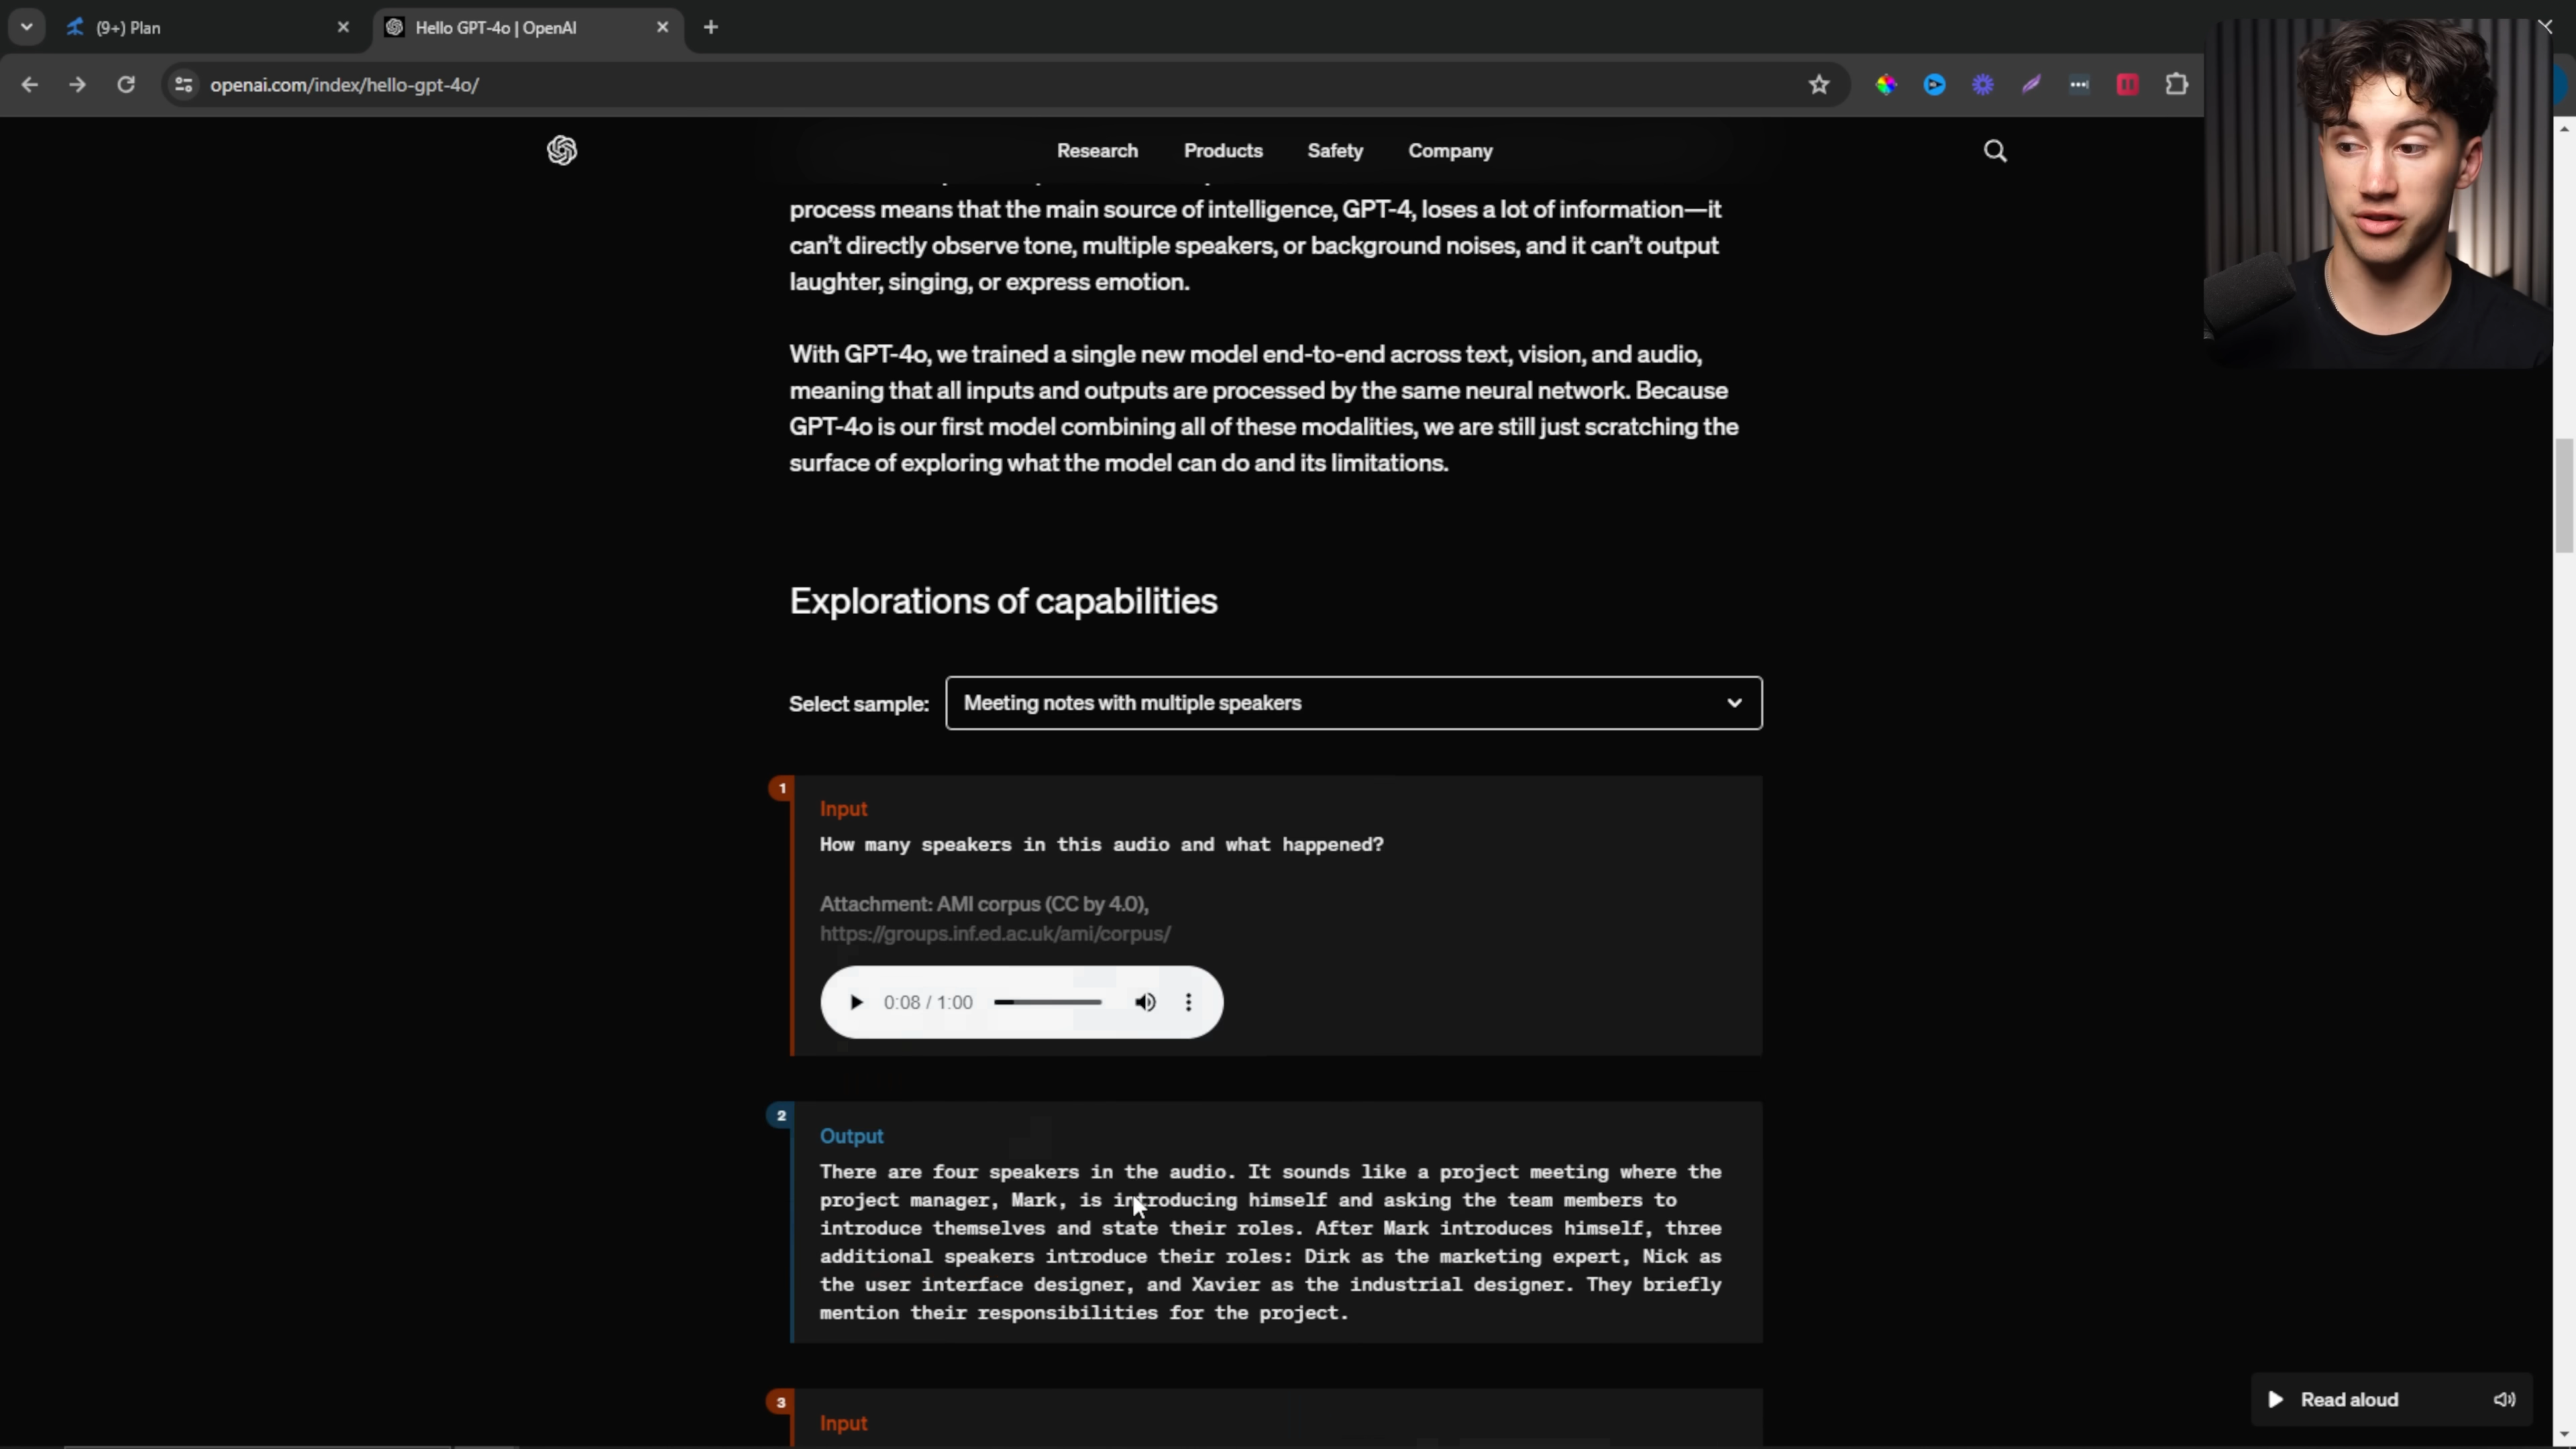 (9+) Plan
Hello GPT-4o | OpenAI
openai.com/index/hello-gpt-4o/
Research Products Safety Company
process means that the main source of intelligence, GPT-4, loses a lot of information—it
can’t directly observe tone, multiple speakers, or background noises, and it can’t output
laughter, singing, or express emotion.
With GPT-4o, we trained a single new model end-to-end across text, vision, and audio,
meaning that all inputs and outputs are processed by the same neural network. Because
GPT-4o is our first model combining all of these modalities, we are still just scratching the
surface of exploring what the model can do and its limitations.
Explorations of capabilities
Select sample: Meeting notes with multiple speakers
1
Input
How many speakers in this audio and what happened?
Attachment: AMI corpus (CC by 4.0),
https://groups.inf.ed.ac.uk/ami/corpus/
0:08 / 1:00
2
Output
There are four speakers in the audio. It sounds like a project meeting where the
project manager, Mark, is introducing himself and asking the team members to
introduce themselves and state their roles. After Mark introduces himself, three
additional speakers introduce their roles: Dirk as the marketing expert, Nick as
the user interface designer, and Xavier as the industrial designer. They briefly
mention their responsibilities for the project.
3
Input
Read aloud